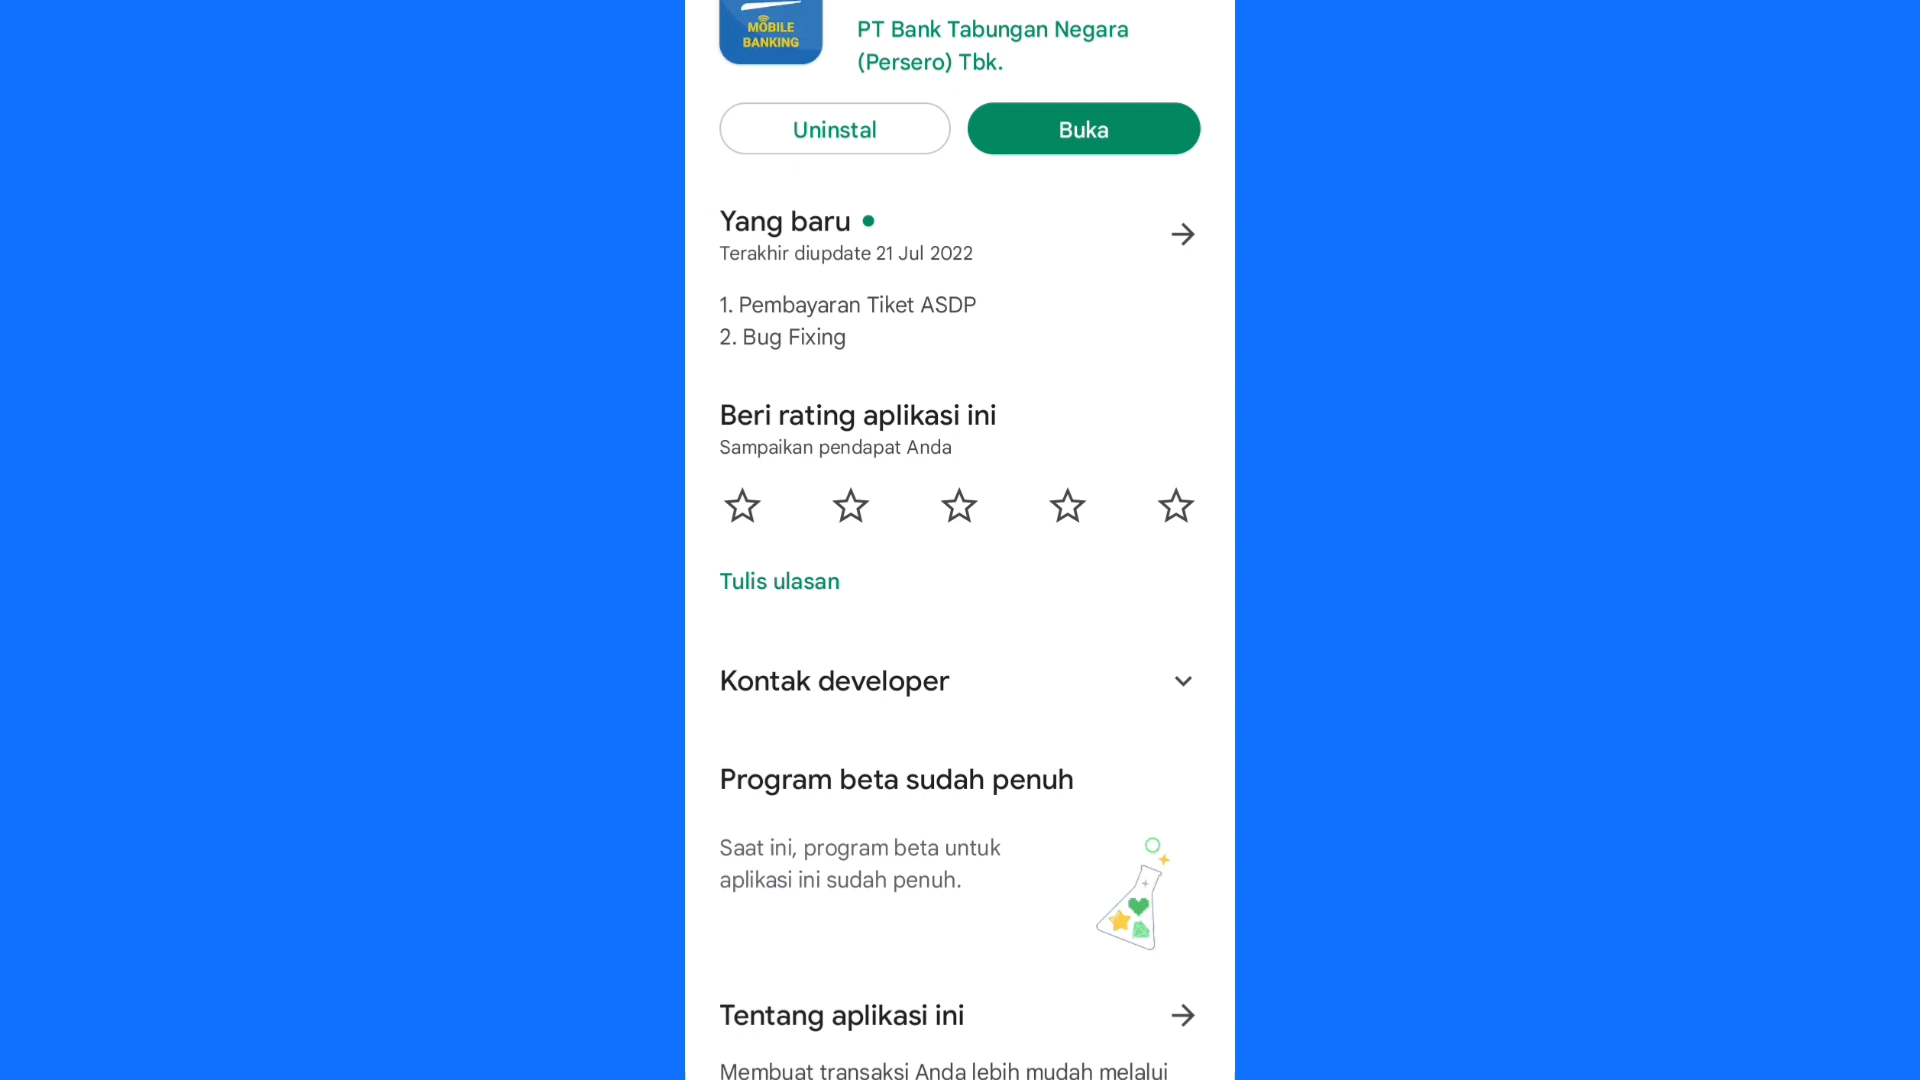 MOBILE
BANKING
PT Bank Tabungan Negara
(Persero) Tbk.
Uninstal
Buka
Yang baru
Terakhir diupdate 21 Jul 2022
1. Pembayaran Tiket ASDP
2. Bug Fixing
Beri rating aplikasi ini
Sampaikan pendapat Anda
Tulis ulasan
Kontak developer
Program beta sudah penuh
Saat ini, program beta untuk
aplikasi ini sudah penuh.
Tentang aplikasi ini
Membuat transaksi Anda lebih mudah melalui